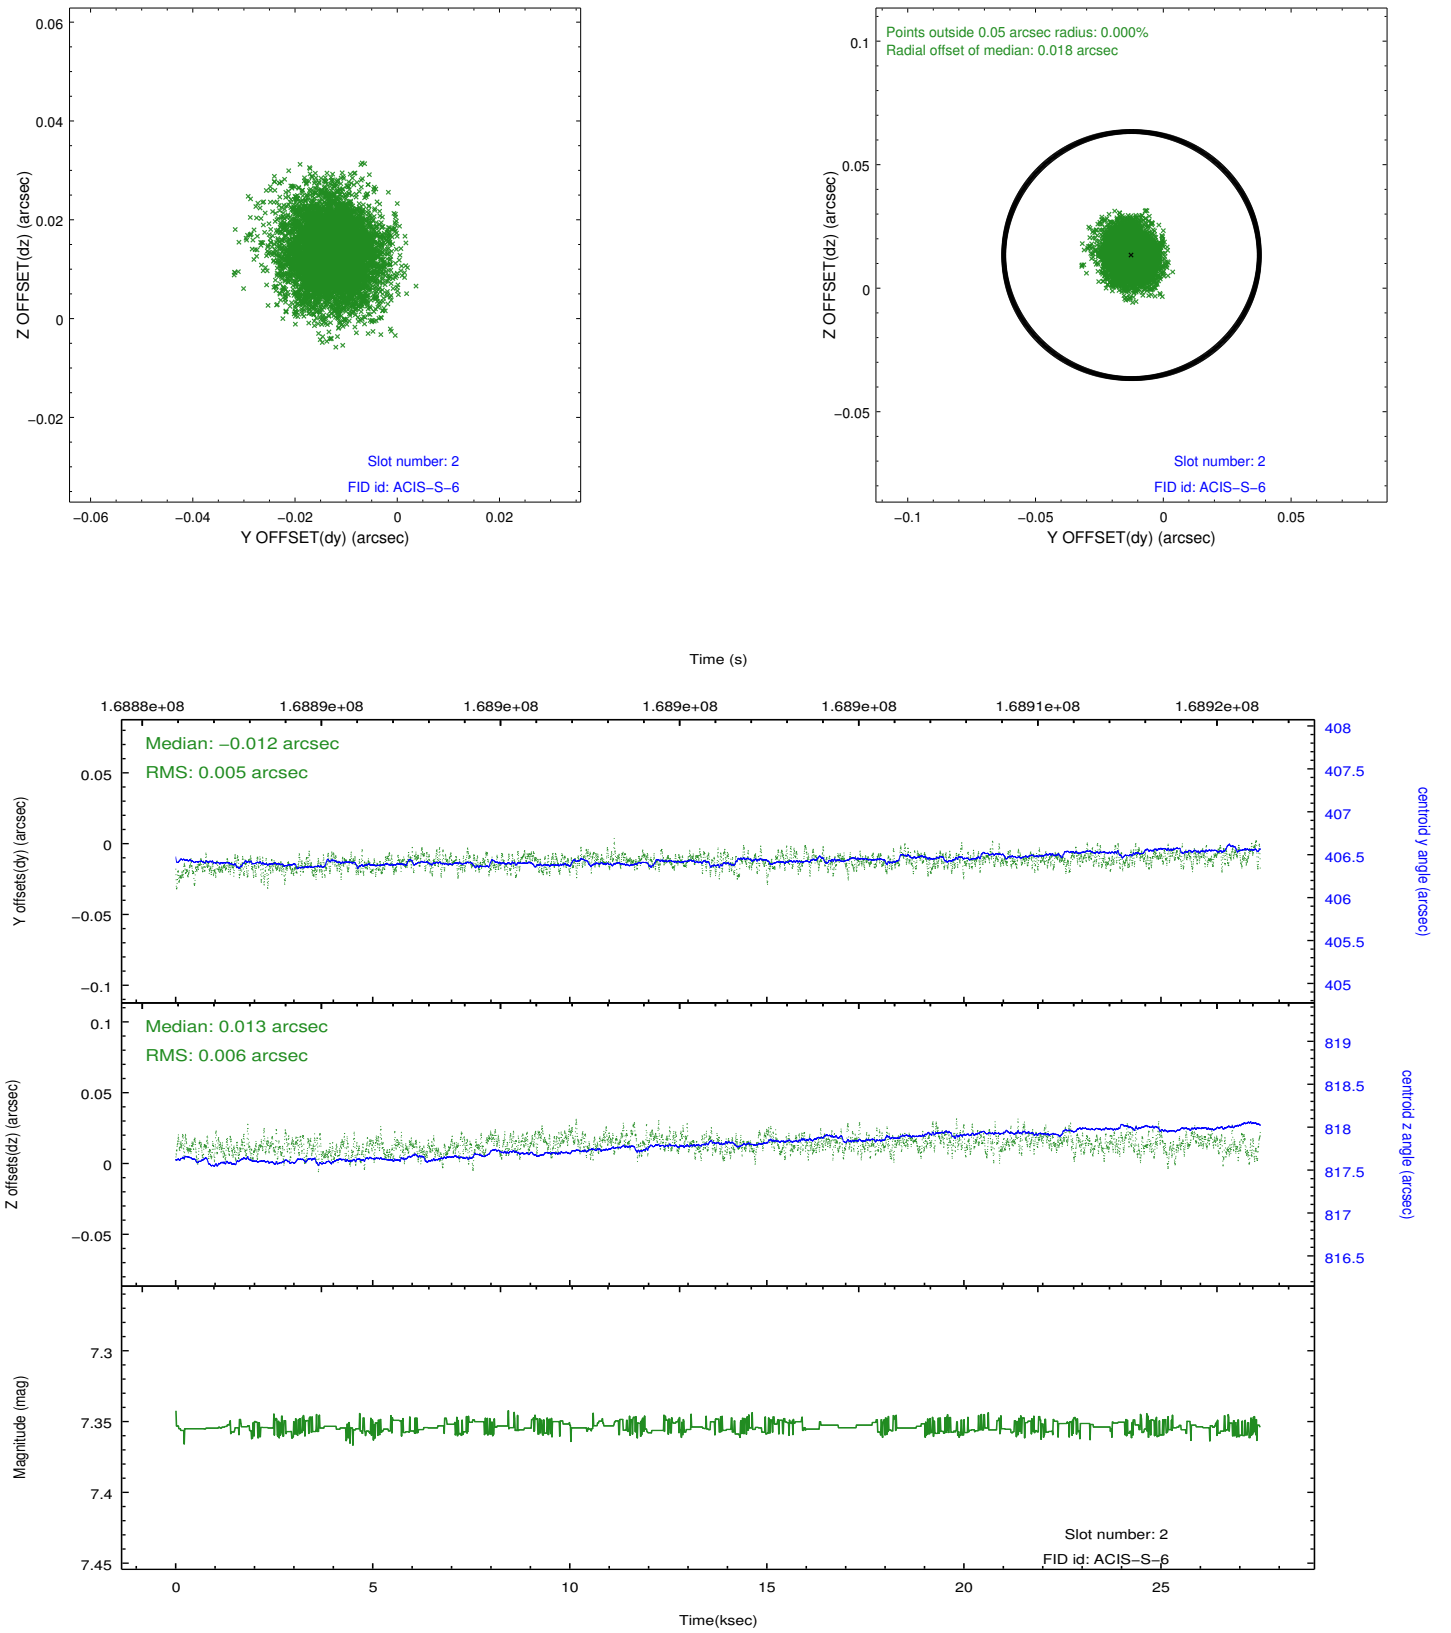 0.06
0.04
0.02
0
−0.02
Z OFFSET(dz) (arcsec)
Slot number: 2
FID id: ACIS−S−6
−0.06
−0.04
−0.02
0
0.02
Y OFFSET(dy) (arcsec)
Points outside 0.05 arcsec radius: 0.000%
Radial offset of median: 0.018 arcsec
0.1
0.05
0
−0.05
Z OFFSET(dz) (arcsec)
Slot number: 2
FID id: ACIS−S−6
−0.1
−0.05
0
0.05
Y OFFSET(dy) (arcsec)
Time (s)
1.6888e+08
1.6889e+08
1.689e+08
1.689e+08
1.689e+08
1.6891e+08
1.6892e+08
Median: −0.012 arcsec
RMS: 0.005 arcsec
0.05
0
−0.05
−0.1
Y offsets(dy) (arcsec)
408
407.5
407
406.5
406
405.5
405
centroid y angle (arcsec)
Median: 0.013 arcsec
RMS: 0.006 arcsec
0.1
0.05
0
−0.05
Z offsets(dz) (arcsec)
819
818.5
818
817.5
817
816.5
centroid z angle (arcsec)
7.3
7.35
7.4
7.45
Magnitude (mag)
Slot number: 2
FID id: ACIS−S−6
0
5
10
15
20
25
Time(ksec)